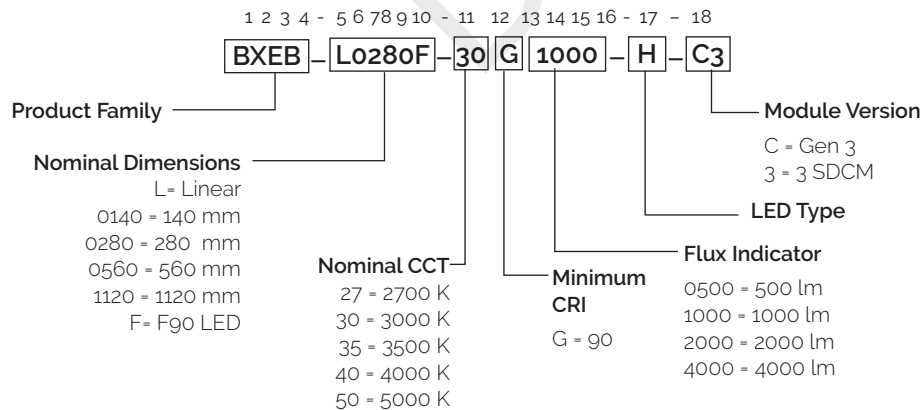 1 2 3 4 - 5 6 7 8 9 10 - 11 12 13 14 15 16 - 17 - 18
BXEB – L0280F – 30 G 1000 – H – C3
Product Family
Nominal Dimensions
L= Linear
0140 = 140 mm
0280 = 280 mm
0560 = 560 mm
1120 = 1120 mm
F= F90 LED
Nominal CCT
27 = 2700 K
30 = 3000 K
35 = 3500 K
40 = 4000 K
50 = 5000 K
Minimum
CRI
G = 90
Flux Indicator
0500 = 500 lm
1000 = 1000 lm
2000 = 2000 lm
4000 = 4000 lm
LED Type
Module Version
C = Gen 3
3 = 3 SDCM